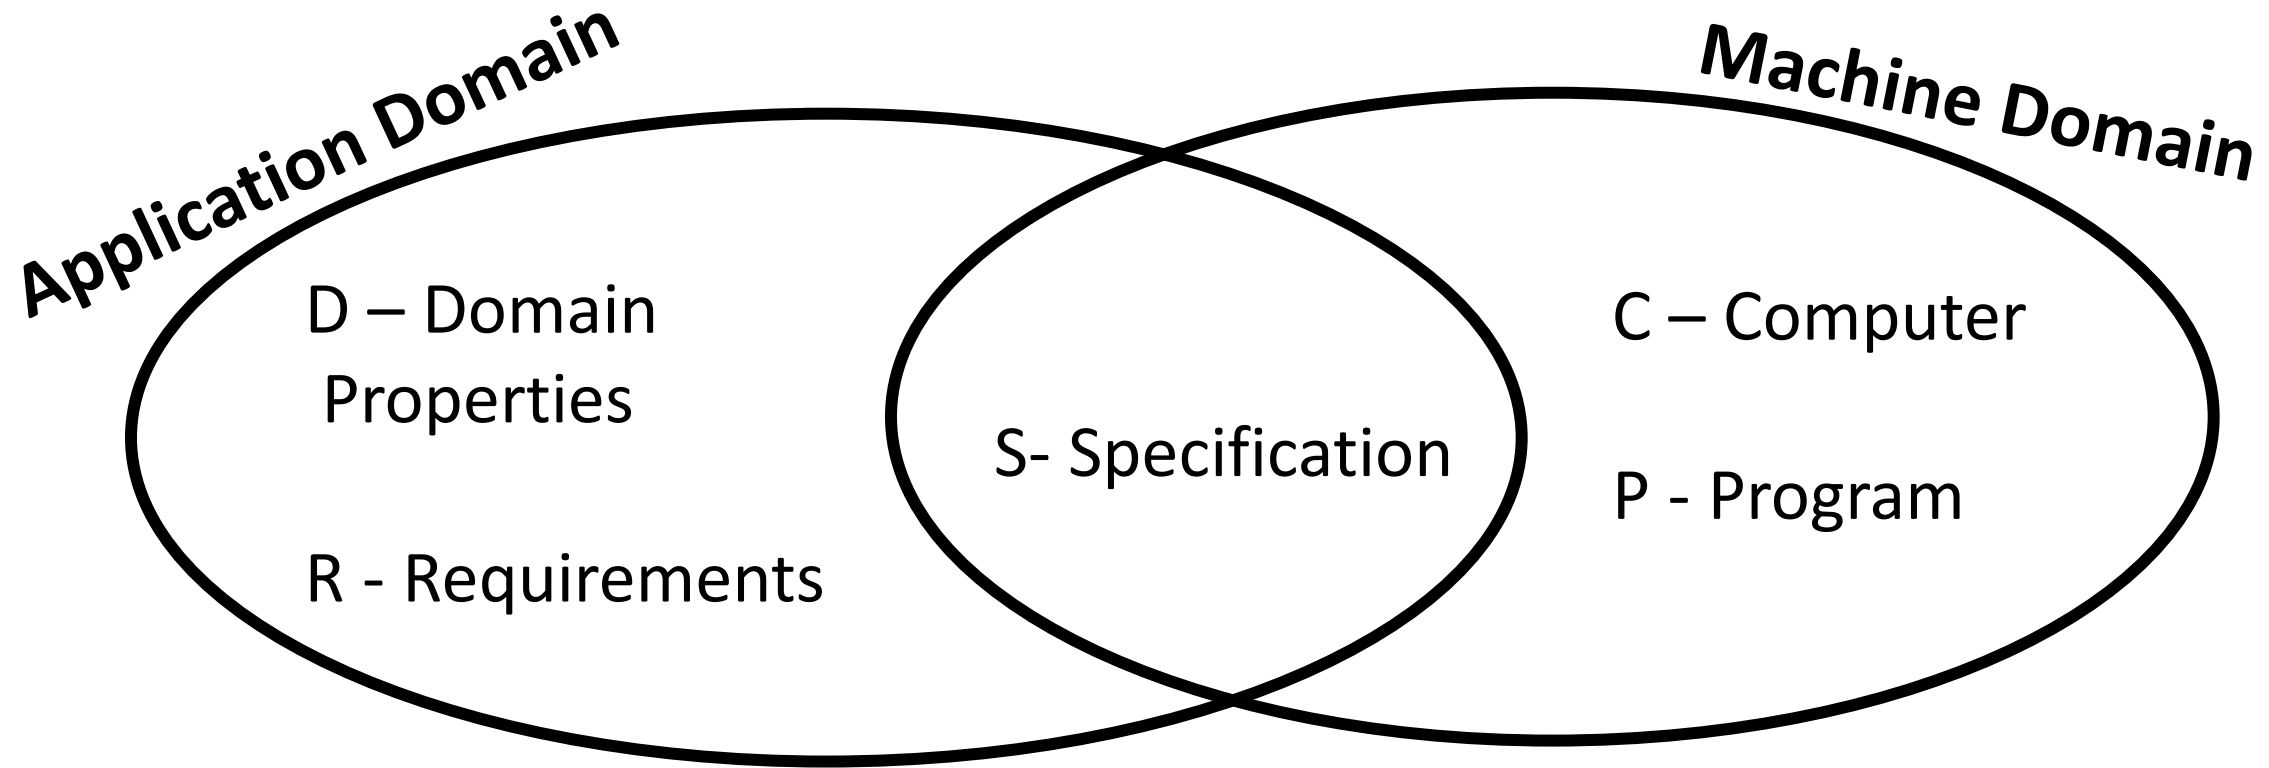 Application Domain
Machine Domain
D – Domain
Properties
R - Requirements
S- Specification
C – Computer
P - Program